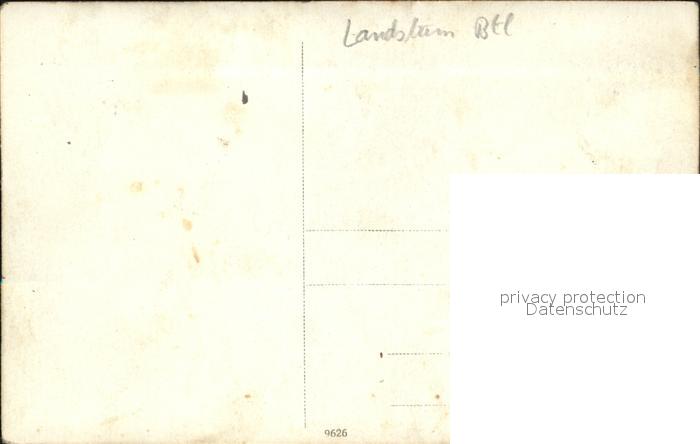 Landsturm Btl
privacy protection
Datenschutz
9626